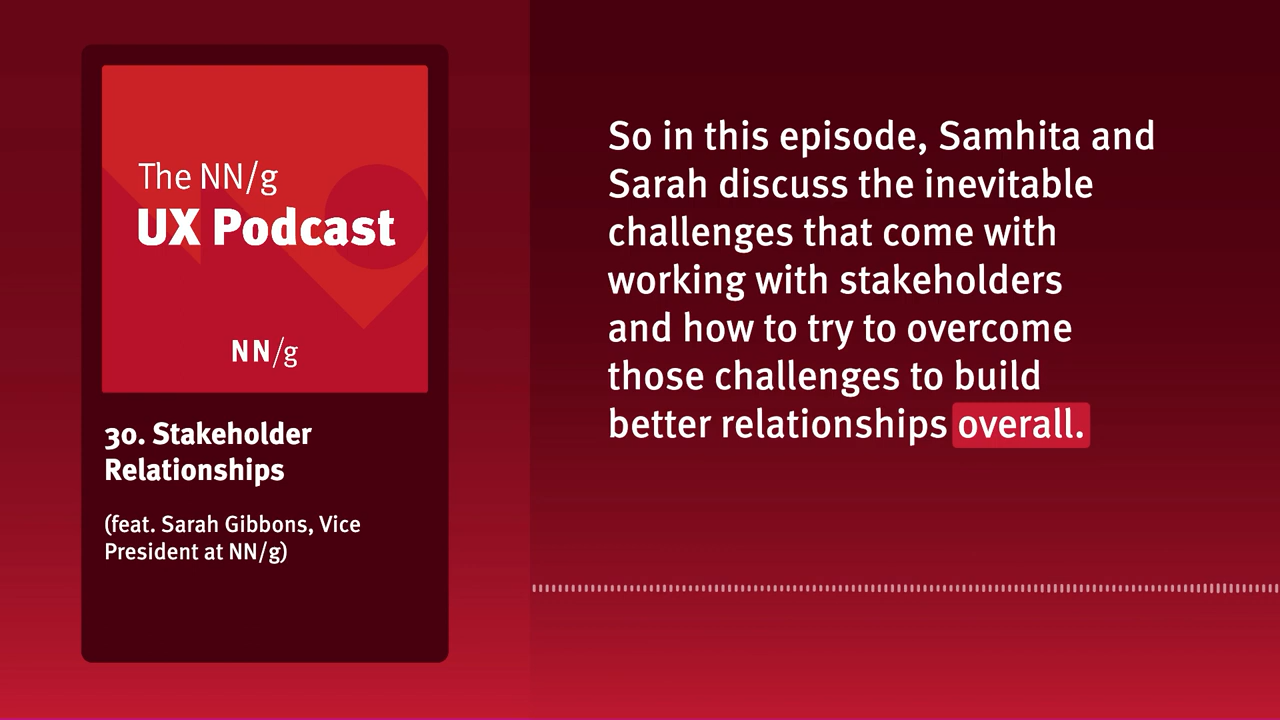 The NN/g
UX Podcast
NN/g
30. Stakeholder
Relationships
(feat. Sarah Gibbons, Vice
President at NN/g)
So in this episode, Samhita and
Sarah discuss the inevitable
challenges that come with
working with stakeholders
and how to try to overcome
those challenges to build
better relationships overall.